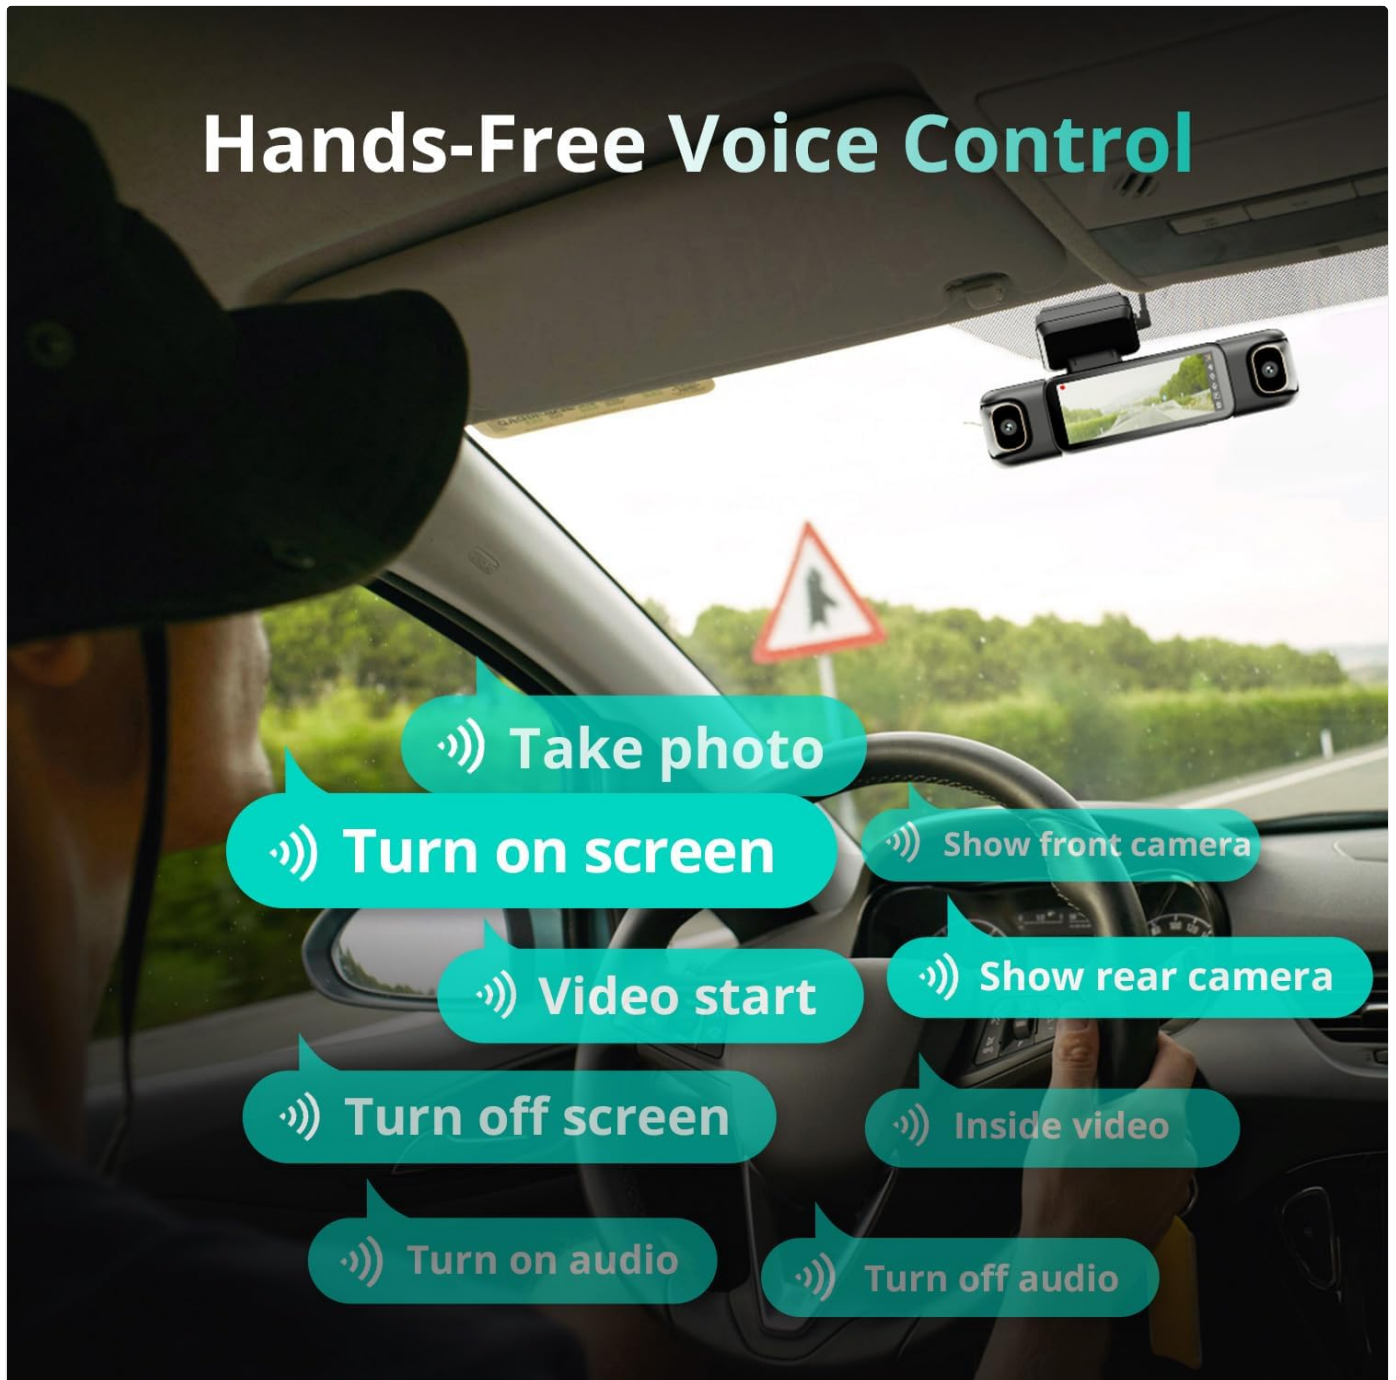 Hands-Free Voice Control
Take photo
Turn on screen
Show front camera
Video start
Show rear camera
Turn off screen
Inside video
Turn on audio
Turn off audio